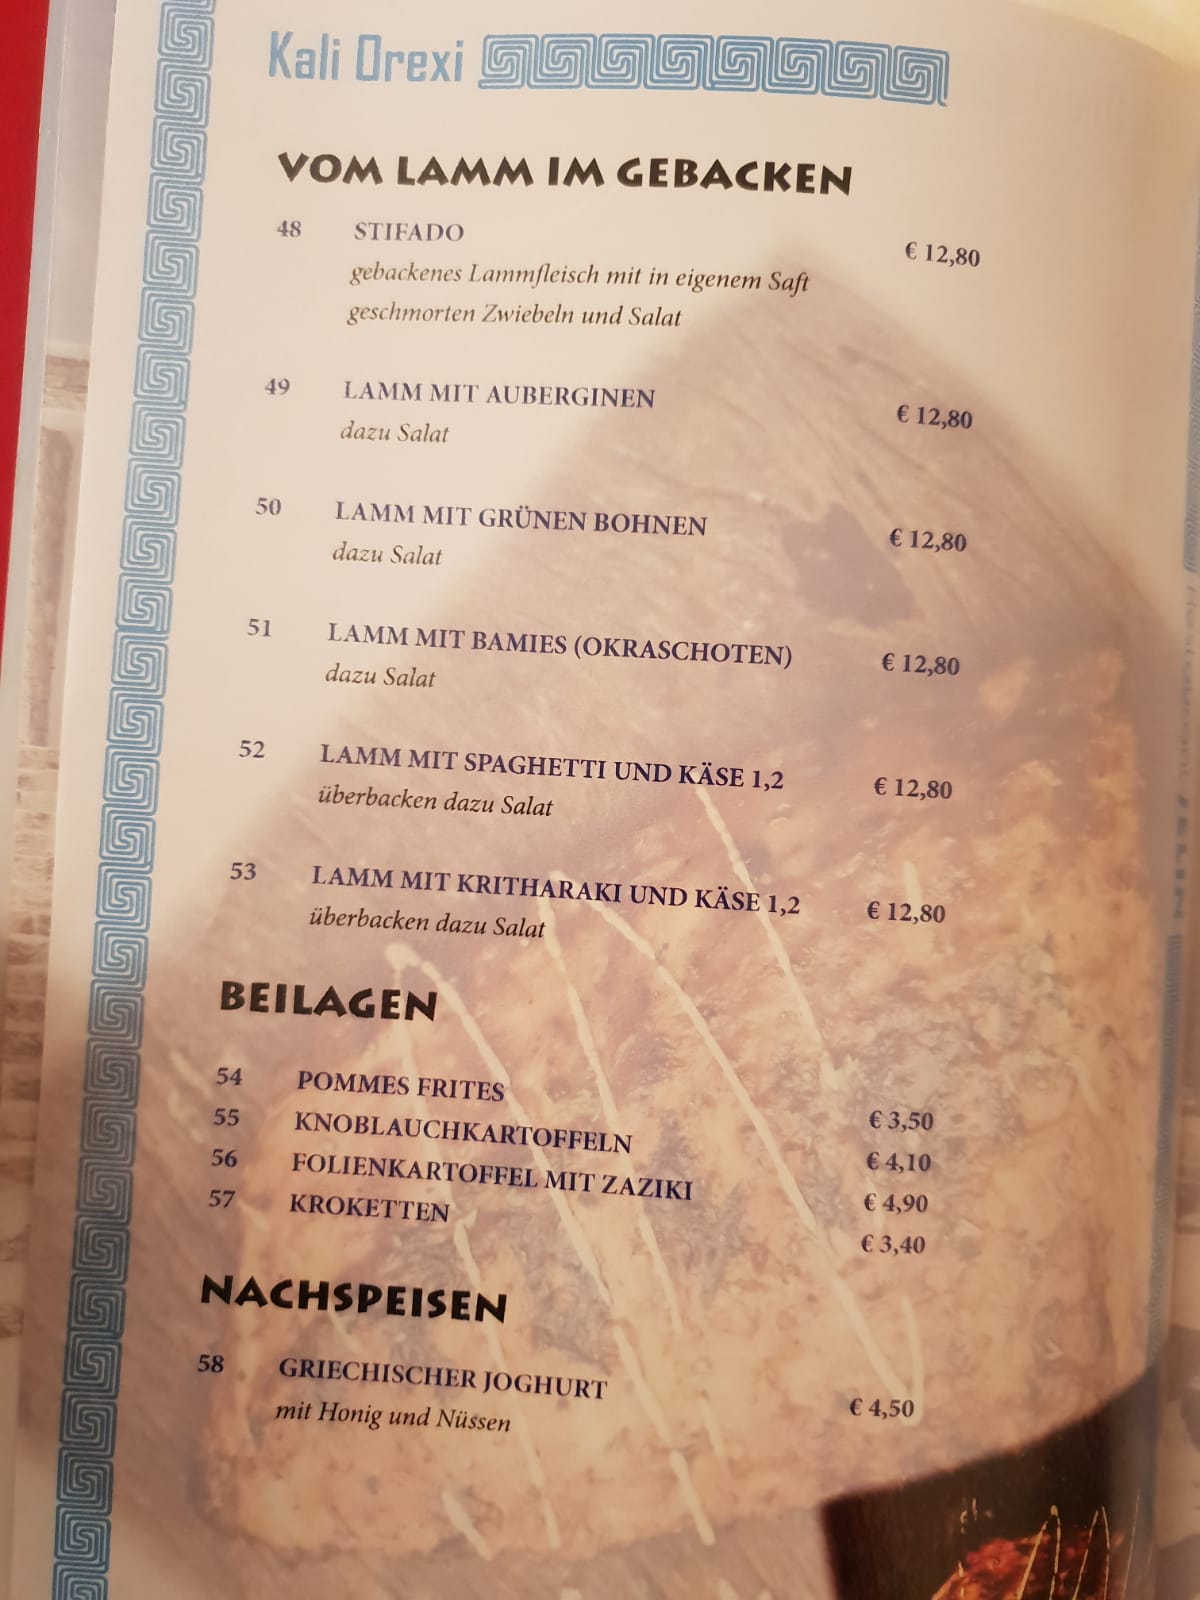 Kali Orexi
VOM LAMM IM GEBACKEN
48 STIFADO € 12,80
gebackenes Lammfleisch mit in eigenem Saft
geschmorten Zwiebeln und Salat
49 LAMM MIT AUBERGINEN € 12,80
dazu Salat
50 LAMM MIT GRÜNEN BOHNEN € 12,80
dazu Salat
51 LAMM MIT BAMIES (OKRASCHOTEN) € 12,80
dazu Salat
52 LAMM MIT SPAGHETTI UND KÄSE 1,2 € 12,80
überbacken dazu Salat
53 LAMM MIT KRITHARAKI UND KÄSE 1,2 € 12,80
überbacken dazu Salat
BEILAGEN
54 POMMES FRITES € 3,50
55 KNOBLAUCHKARTOFFELN € 4,10
56 FOLIENKARTOFFEL MIT ZAZIKI € 4,90
57 KROKETTEN € 3,40
NACHSPEISEN
58 GRIECHISCHER JOGHURT € 4,50
mit Honig und Nüssen